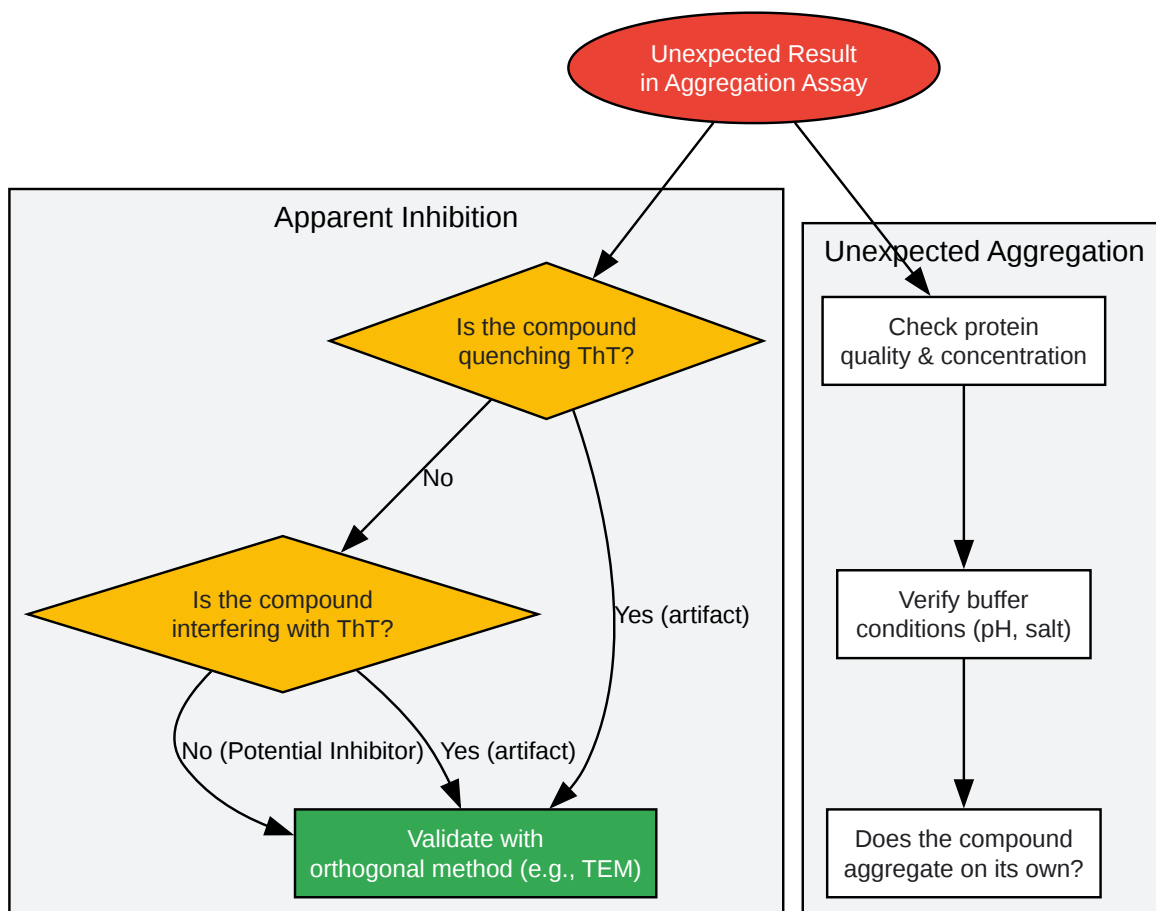 Unexpected Result
in Aggregation Assay
Apparent Inhibition
Is the compound
quenching ThT?
No
Yes (artifact)
Is the compound
interfering with ThT?
No (Potential Inhibitor)
Yes (artifact)
Validate with
orthogonal method (e.g., TEM)
Unexpected Aggregation
Check protein
quality & concentration
Verify buffer
conditions (pH, salt)
Does the compound
aggregate on its own?